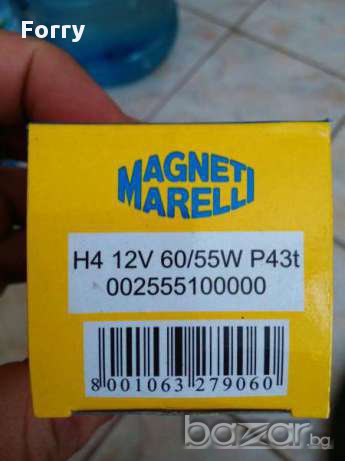 Forry
MAGNETI
MARELLI
H4 12V 60/55W P43t
002555100000
8 001063 279060
bazar.bg